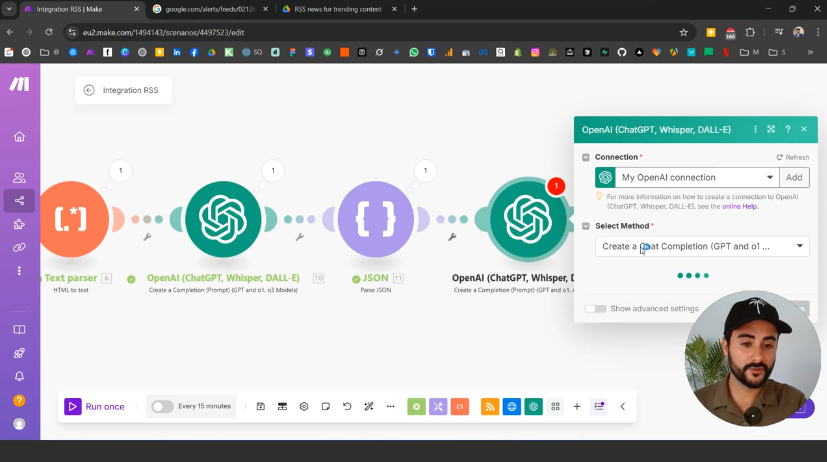 Integration RSS | Make
google.com/alerts/feeds/0212
RSS news for trending content
eu2.make.com/1494143/scenarios/4497523/edit
160
SQ
M
S
Integration RSS
OpenAI (ChatGPT, Whisper, DALL-E)
Connection *
Refresh
My OpenAI connection
Add
For more information on how to create a connection to OpenAI
(ChatGPT, Whisper, DALL-E), see the online Help.
Select Method *
Create a Chat Completion (GPT and o1 ...
Show advanced settings
1
1
1
1
Text parser
6
HTML to text
OpenAI (ChatGPT, Whisper, DALL-E)
10
Create a Completion (Prompt) (GPT and o1, o3 Models)
JSON
11
Parse JSON
OpenAI (ChatGPT, Whisper, D
Create a Completion (Prompt) (GPT and o1, o3
Run once
Every 15 minutes